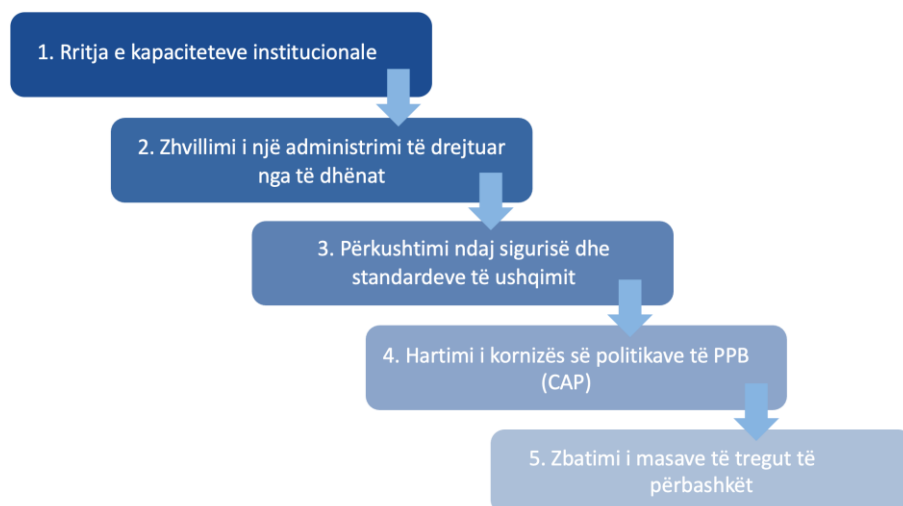 1. Rritja e kapaciteteve institucionale
2. Zhvillimi i një administrimi të drejtuar
nga të dhënat
3. Përkushtimi ndaj sigurisë dhe
standardeve të ushqimit
4. Hartimi i kornizës së politikave të PPB
(CAP)
5. Zbatimi i masave të tregut të
përbashkët